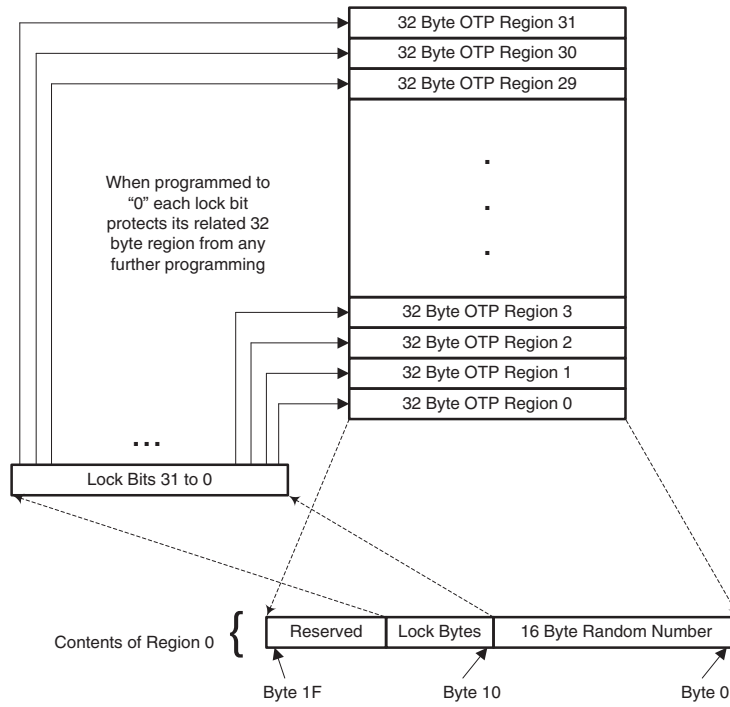 32 Byte OTP Region 31
32 Byte OTP Region 30
32 Byte OTP Region 29
.
.
.
When programmed to
“0” each lock bit
protects its related 32
byte region from any
further programming
32 Byte OTP Region 3
32 Byte OTP Region 2
32 Byte OTP Region 1
32 Byte OTP Region 0
...
Lock Bits 31 to 0
Contents of Region 0 {
Reserved
Lock Bytes
16 Byte Random Number
Byte 1F
Byte 10
Byte 0